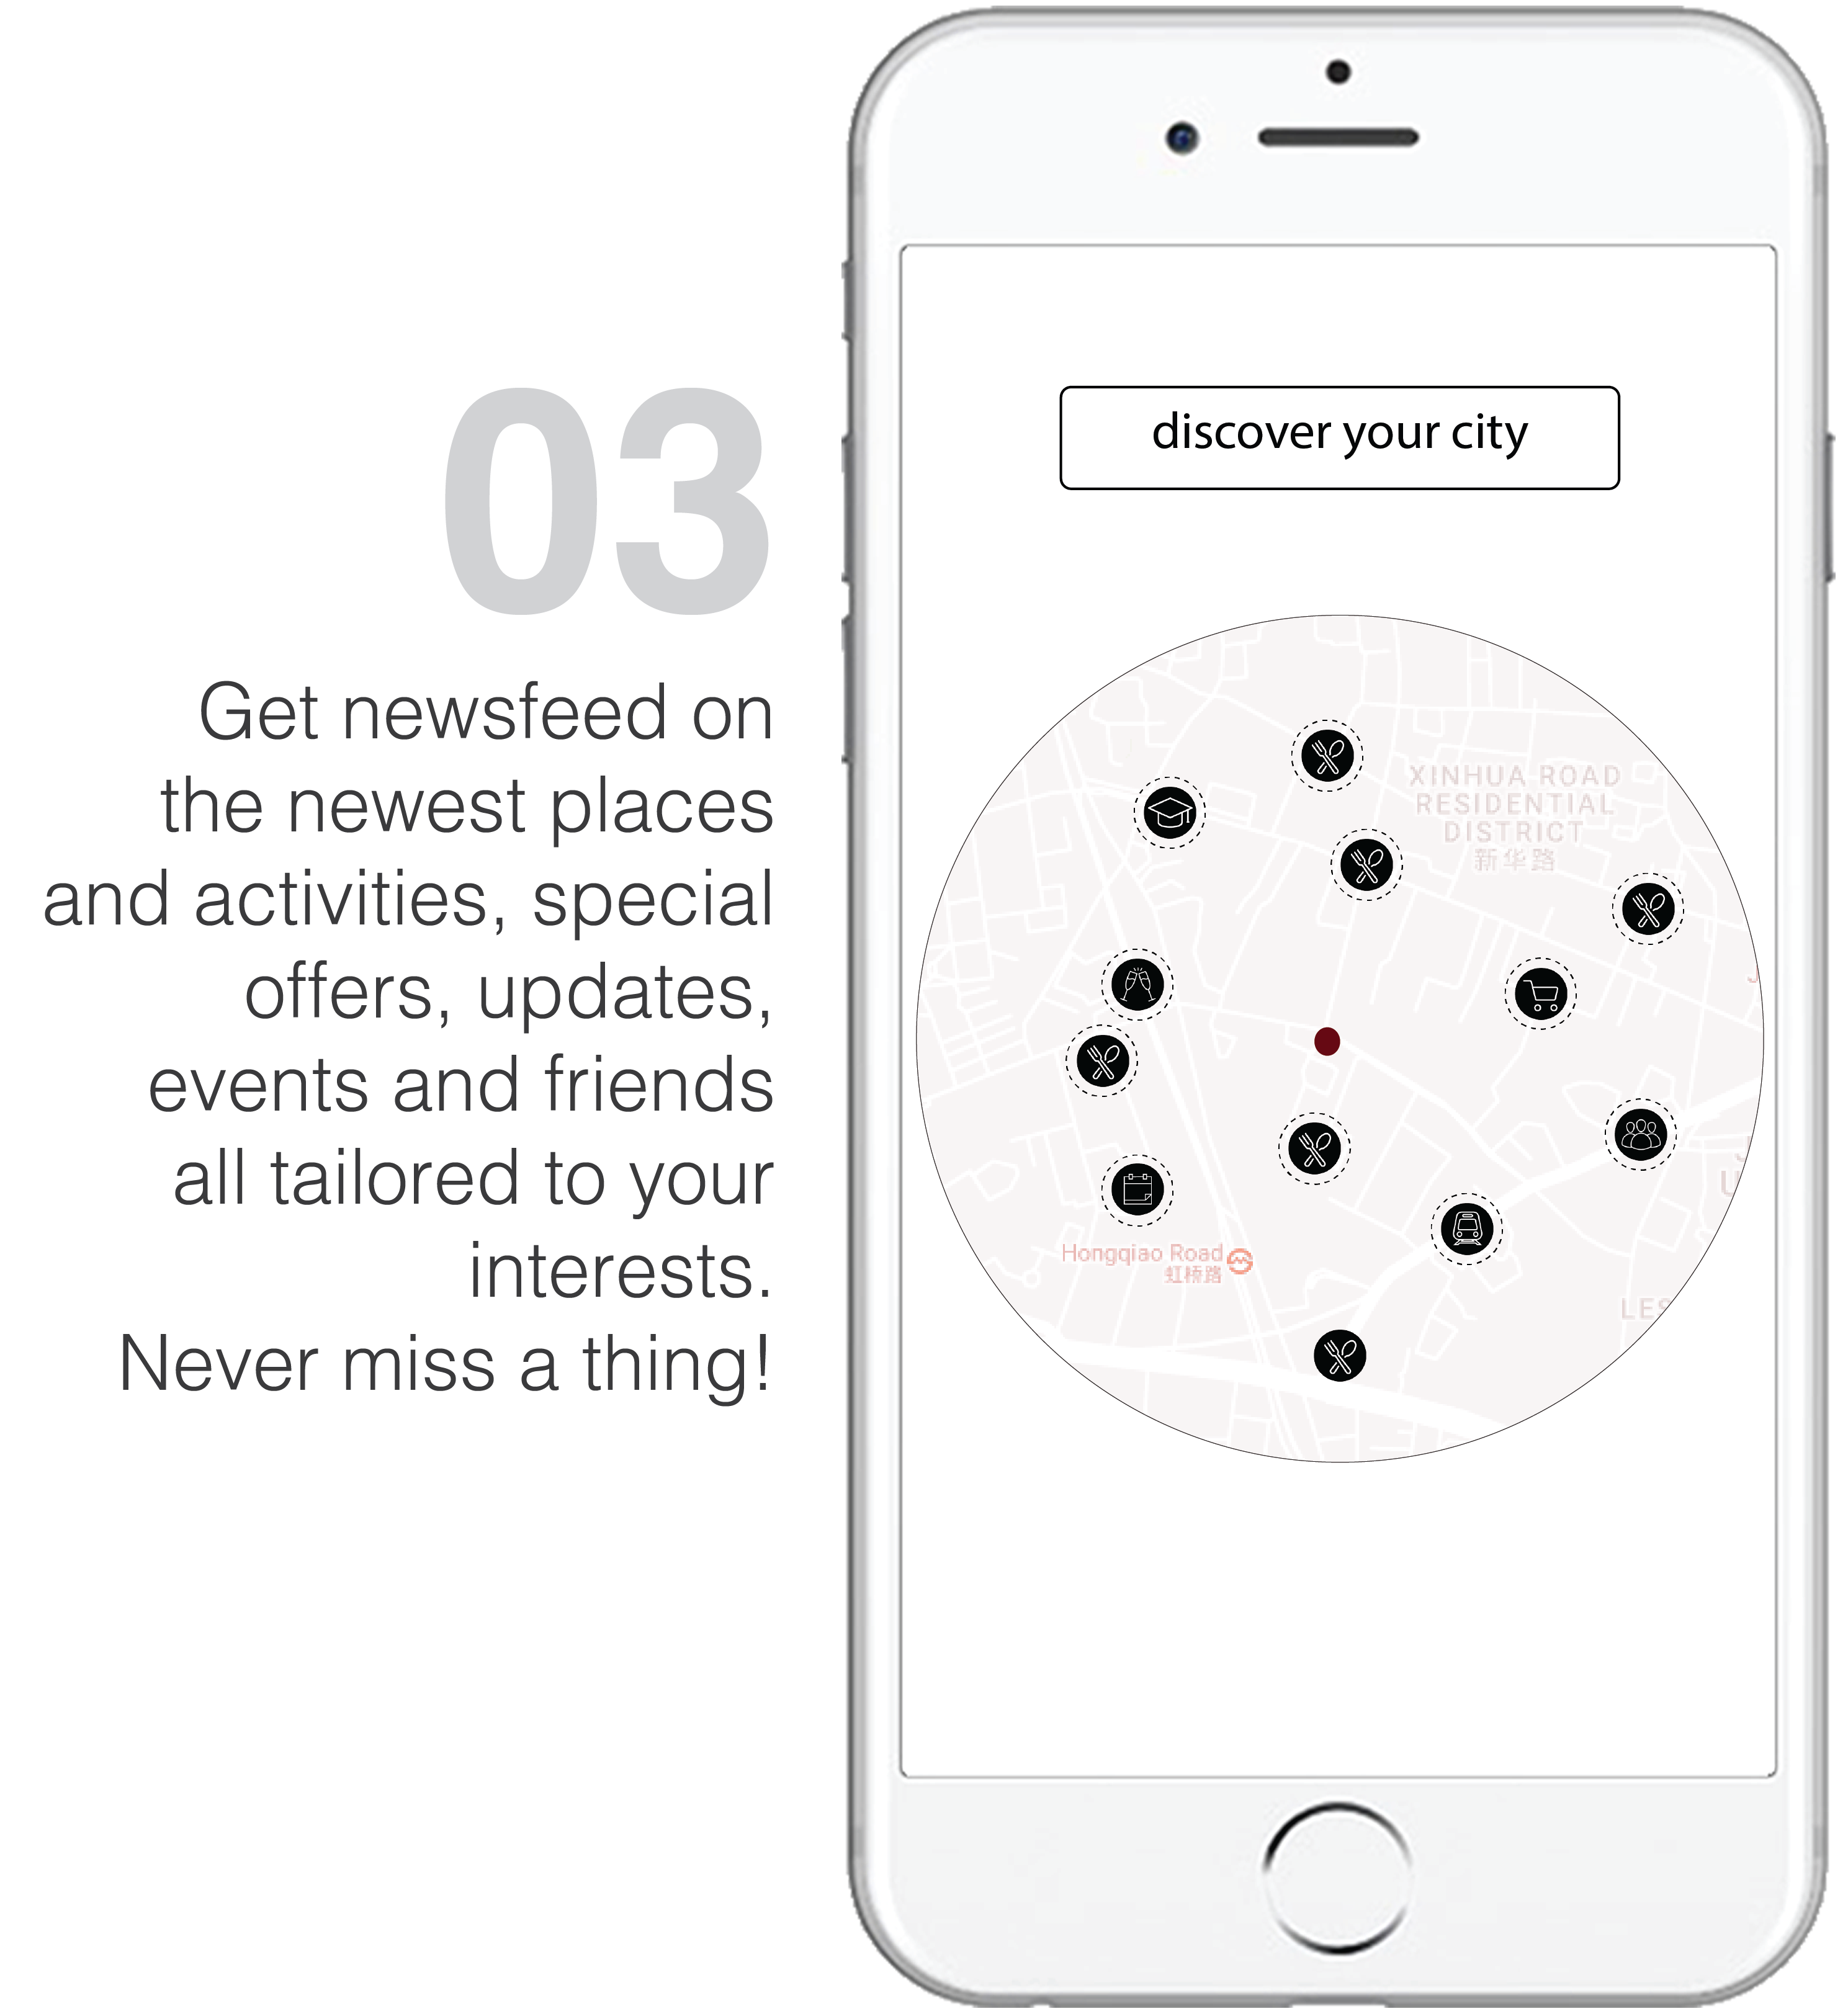 03
Get newsfeed on
the newest places
and activities, special
offers, updates,
events and friends
all tailored to your
interests.
Never miss a thing!
discover your city
XINHUA ROAD
RESIDENTIAL
DISTRICT
新华路
Hongqiao Road
虹桥路
LES